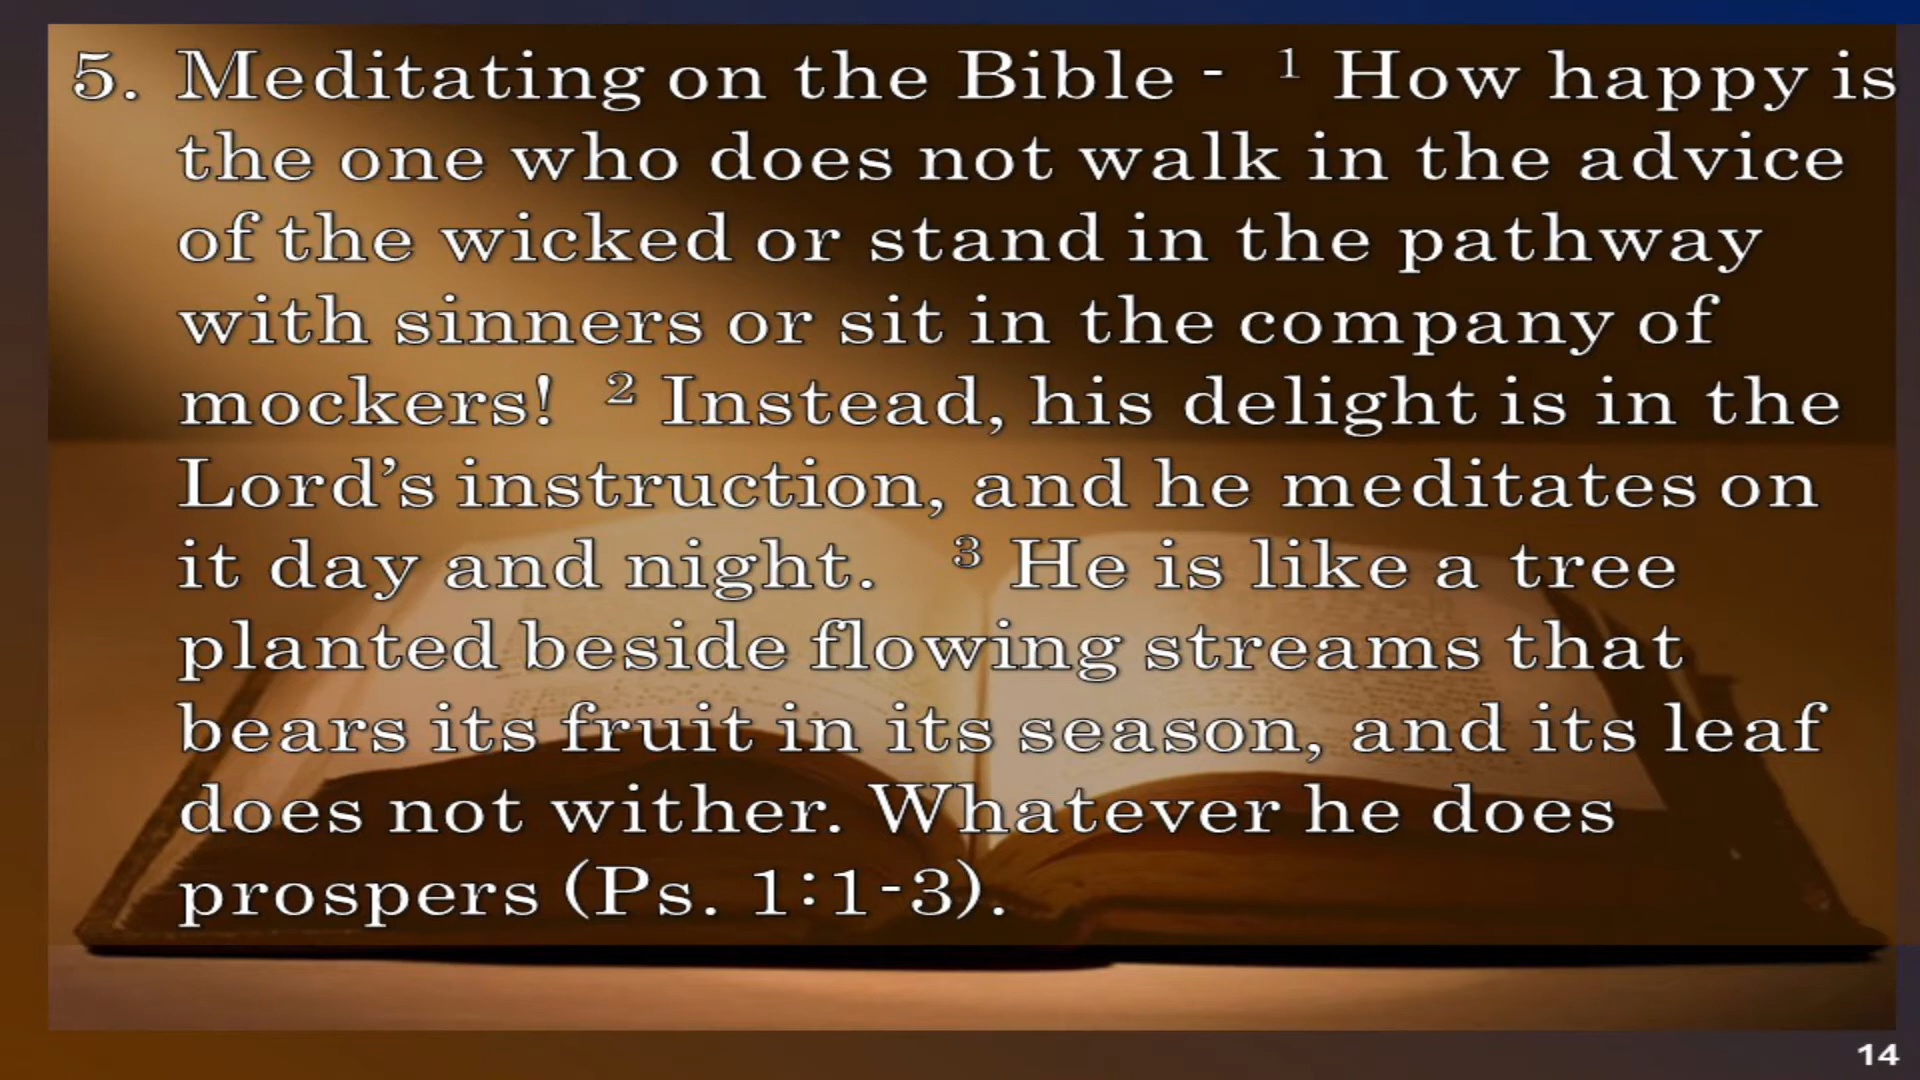 5. Meditating on the Bible - 1 How happy is
the one who does not walk in the advice
of the wicked or stand in the pathway
with sinners or sit in the company of
mockers! 2 Instead, his delight is in the
Lord’s instruction, and he meditates on
it day and night. 3 He is like a tree
planted beside flowing streams that
bears its fruit in its season, and its leaf
does not wither. Whatever he does
prospers (Ps. 1:1-3).
14